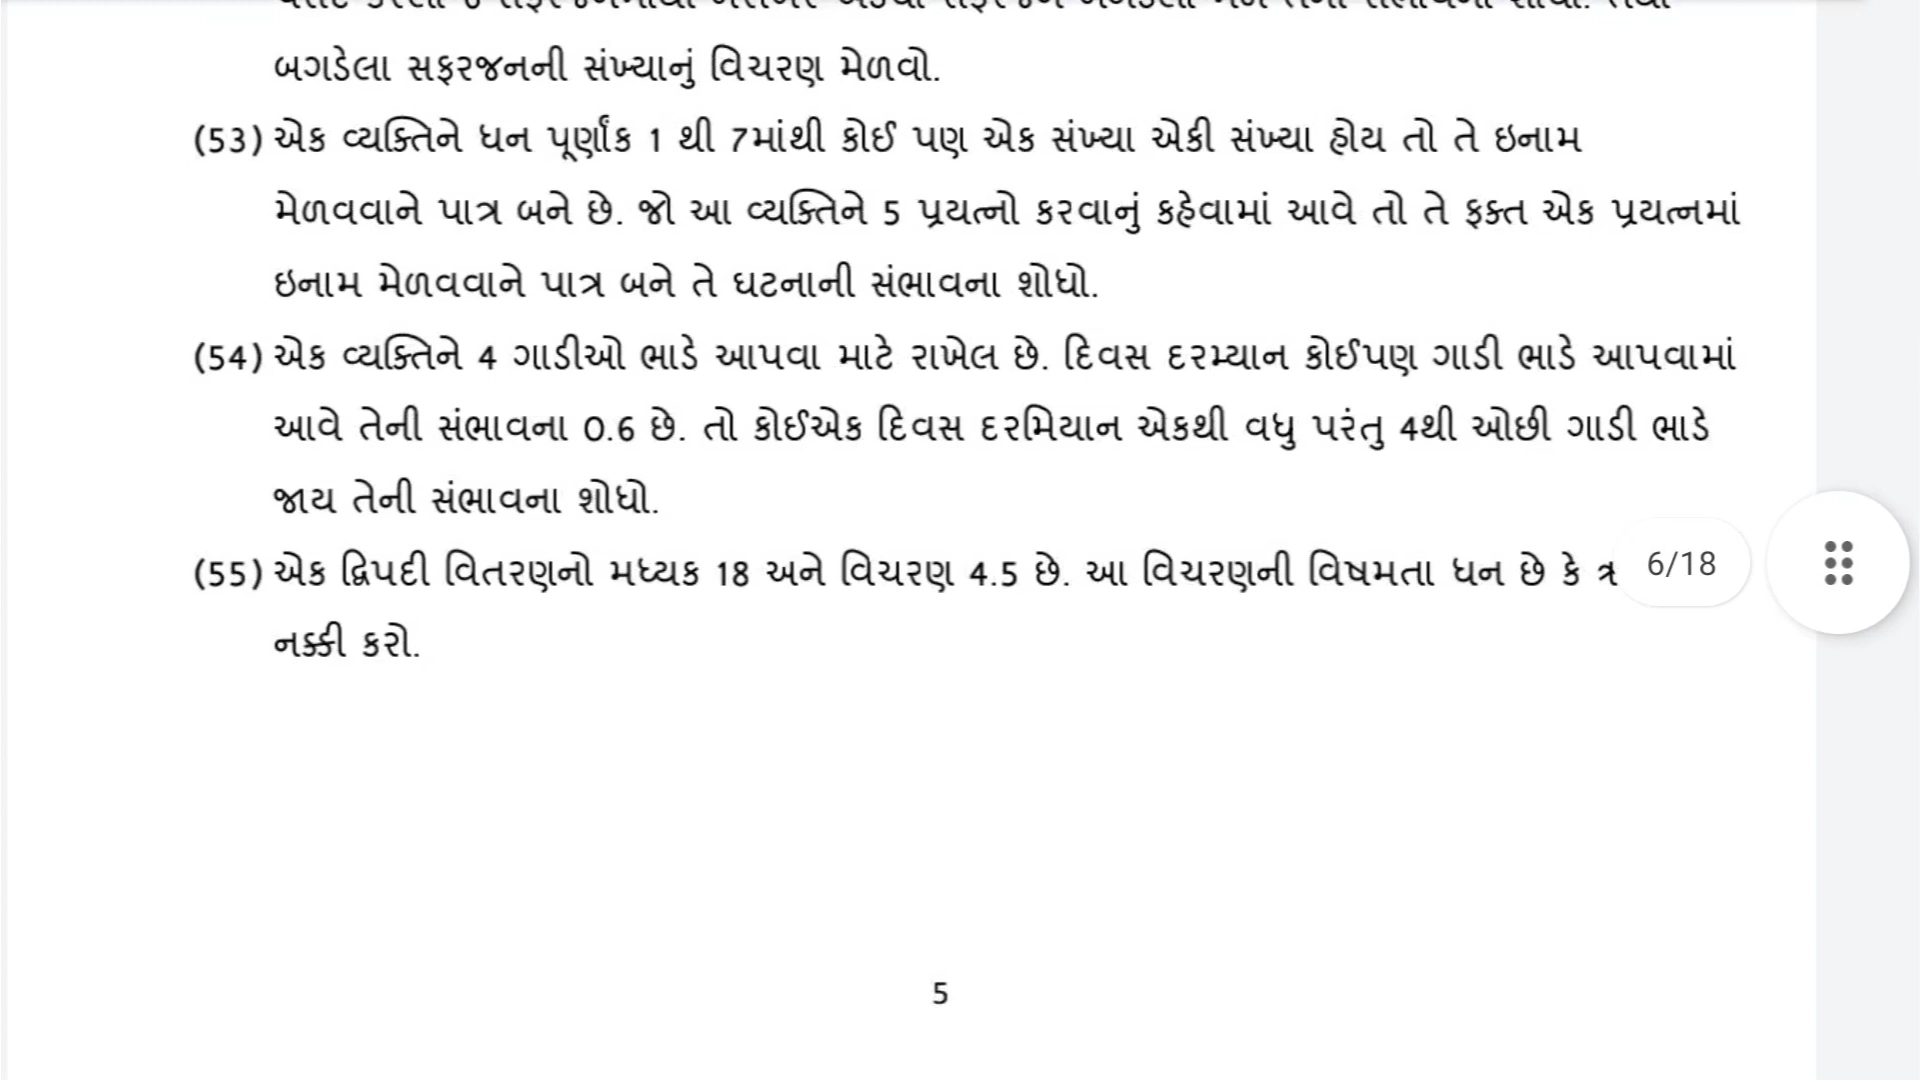 બગડેલા સફરજનની સંખ્યાનું વિચરણ મેળવો.
(53) એક વ્યક્તિને ધન પૂર્ણાંક 1 થી 7માંથી કોઈ પણ એક સંખ્યા એકી સંખ્યા હોય તો તે ઇનામ
મેળવવાને પાત્ર બને છે. જો આ વ્યક્તિને 5 પ્રયત્નો કરવાનું કહેવામાં આવે તો તે ફક્ત એક પ્રયત્નમાં
ઇનામ મેળવવાને પાત્ર બને તે ઘટનાની સંભાવના શોધો.
(54) એક વ્યક્તિને 4 ગાડીઓ ભાડે આપવા માટે રાખેલ છે. દિવસ દરમ્યાન કોઈપણ ગાડી ભાડે આપવામાં
આવે તેની સંભાવના 0.6 છે. તો કોઈએક દિવસ દરમિયાન એકથી વધુ પરંતુ 4થી ઓછી ગાડી ભાડે
જાય તેની સંભાવના શોધો.
(55) એક દ્વિપદી વિતરણનો મધ્યક 18 અને વિચરણ 4.5 છે. આ વિચરણની વિષમતા ધન છે કે 6/18
નક્કી કરો.
5